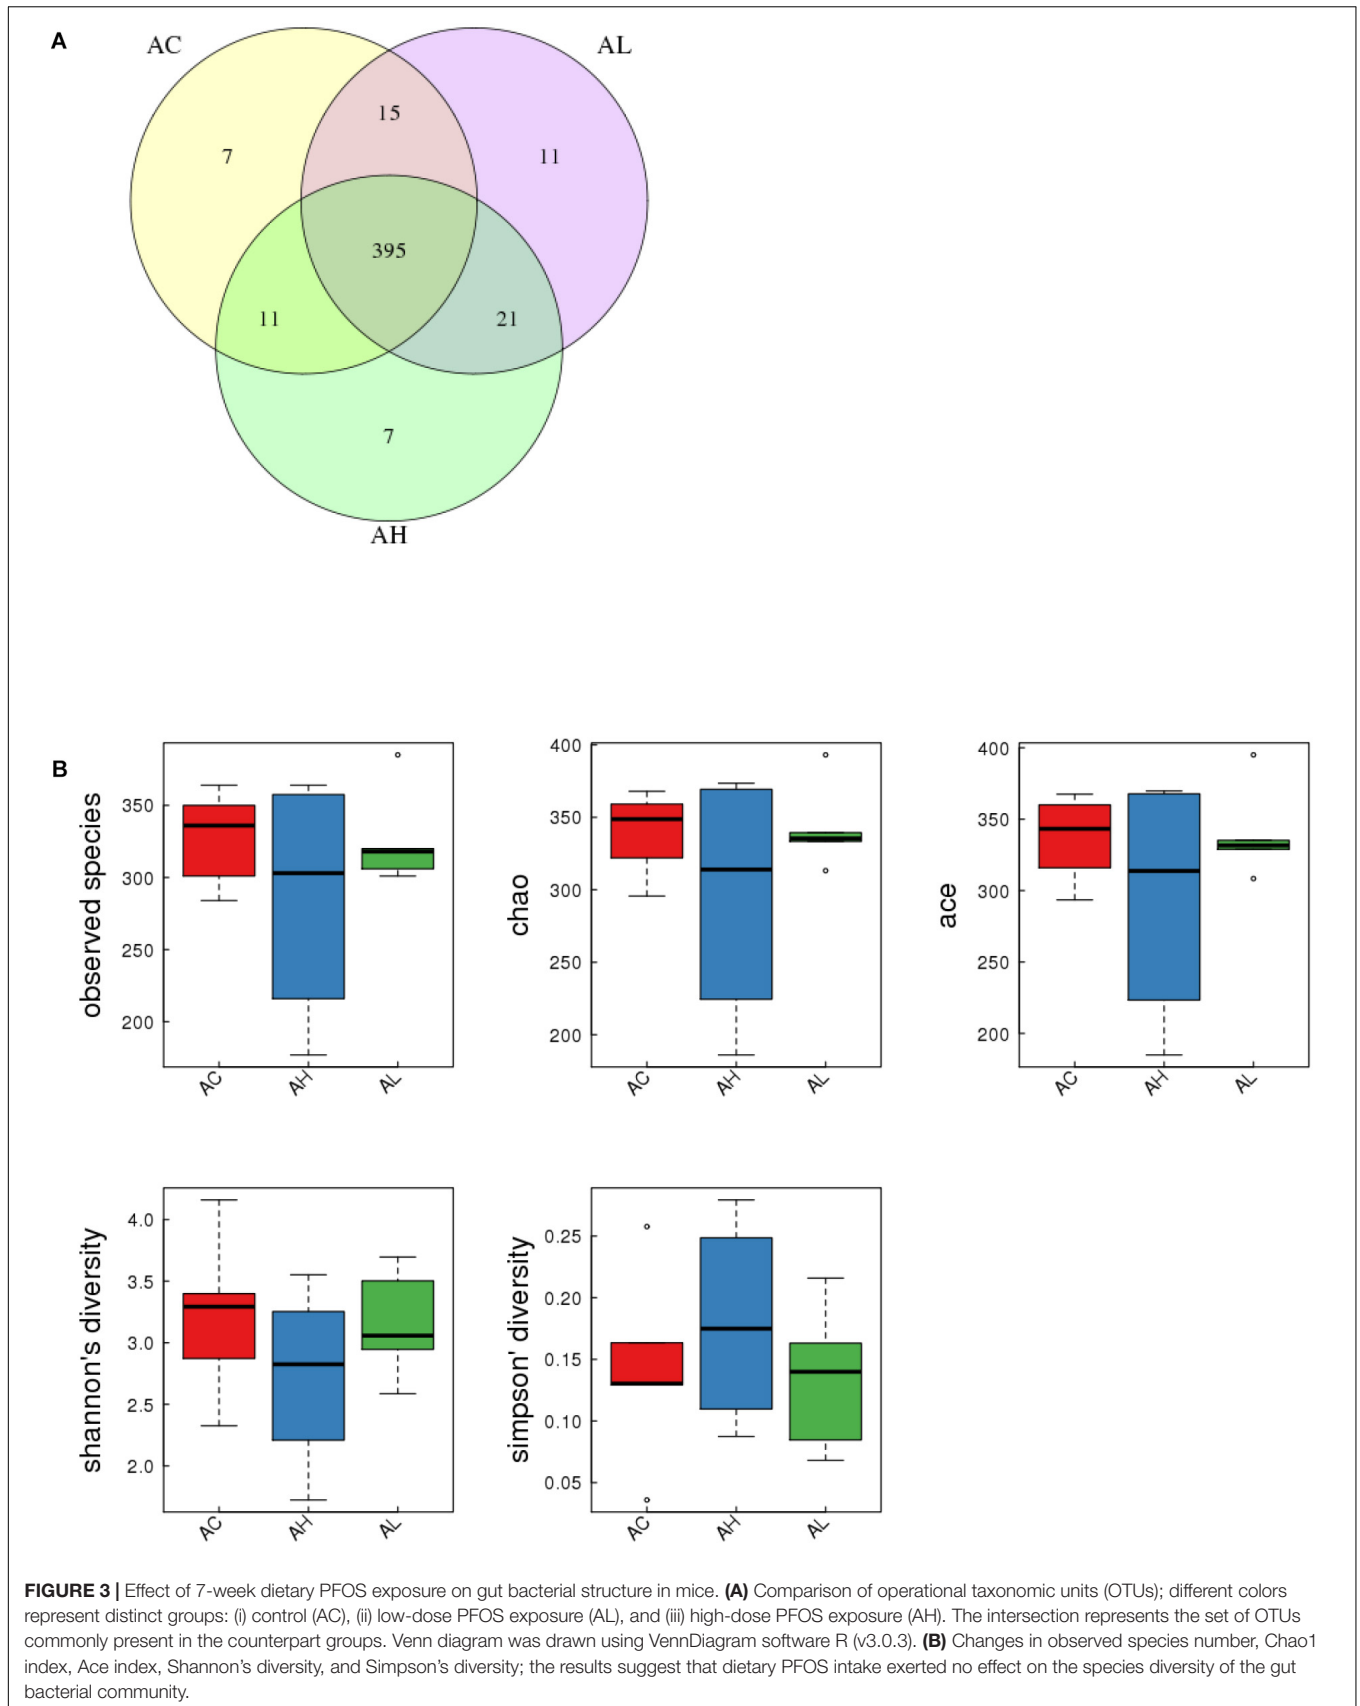 A
AC
AL
15
7
11
395
11
21
7
AH
B
observed species
350
300
250
200
AC
AH
AL
chao
400
350
300
250
200
AC
AH
AL
ace
400
350
300
250
200
AC
AH
AL
shannon's diversity
4.0
3.5
3.0
2.5
2.0
AC
AH
AL
simpson' diversity
0.25
0.20
0.15
0.10
0.05
AC
AH
AL
FIGURE 3 | Effect of 7-week dietary PFOS exposure on gut bacterial structure in mice. (A) Comparison of operational taxonomic units (OTUs); different colors
represent distinct groups: (i) control (AC), (ii) low-dose PFOS exposure (AL), and (iii) high-dose PFOS exposure (AH). The intersection represents the set of OTUs
commonly present in the counterpart groups. Venn diagram was drawn using VennDiagram software R (v3.0.3). (B) Changes in observed species number, Chao1
index, Ace index, Shannon's diversity, and Simpson's diversity; the results suggest that dietary PFOS intake exerted no effect on the species diversity of the gut
bacterial community.